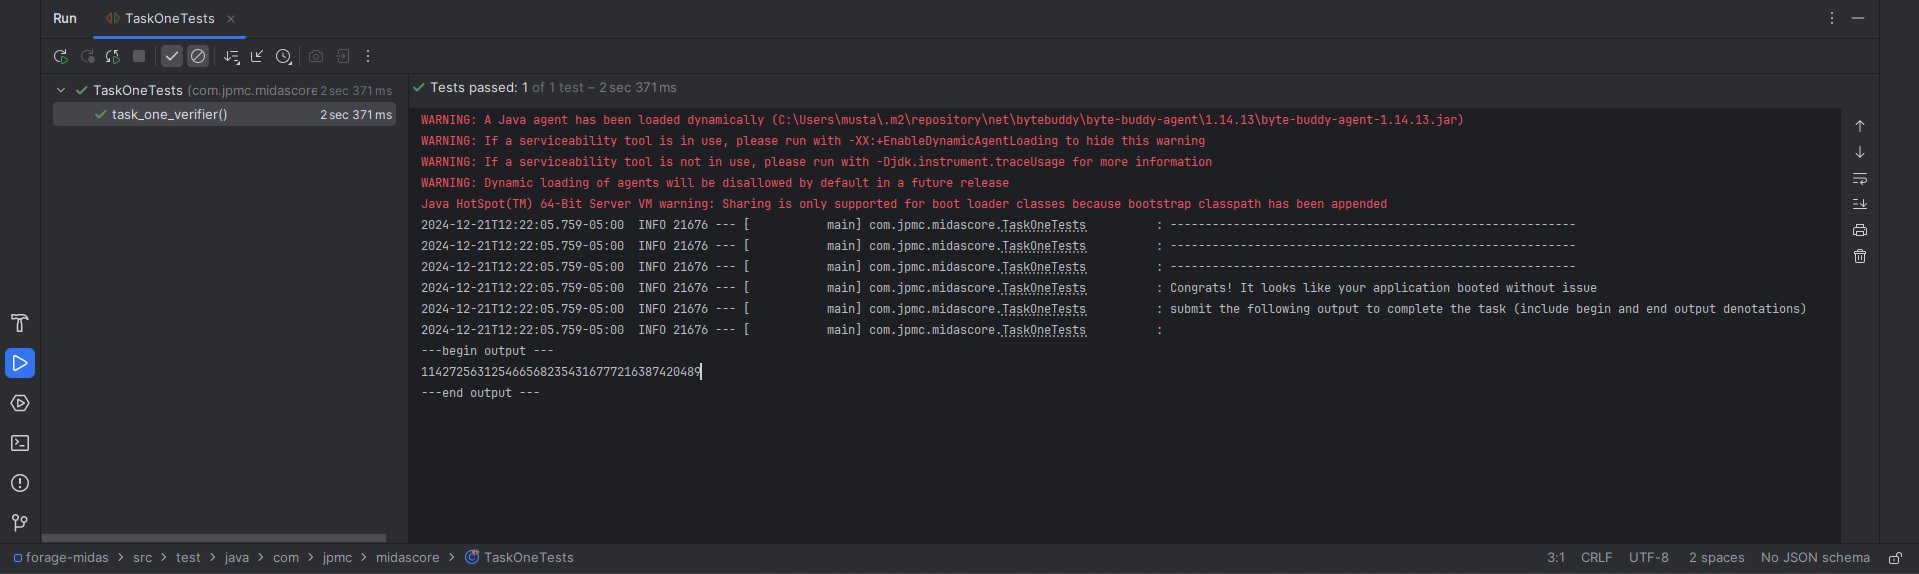 Run TaskOneTests
TaskOneTests (com.jpmc.midascore 2 sec 371 ms
task_one_verifier() 2 sec 371 ms
Tests passed: 1 of 1 test – 2 sec 371 ms
WARNING: A Java agent has been loaded dynamically (C:\Users\musta\.m2\repository\net\bytebuddy\byte-buddy-agent\1.14.13\byte-buddy-agent-1.14.13.jar)
WARNING: If a serviceability tool is in use, please run with -XX:+EnableDynamicAgentLoading to hide this warning
WARNING: If a serviceability tool is not in use, please run with -Djdk.instrument.traceUsage for more information
WARNING: Dynamic loading of agents will be disallowed by default in a future release
Java HotSpot(TM) 64-Bit Server VM warning: Sharing is only supported for boot loader classes because bootstrap classpath has been appended
2024-12-21T12:22:05.759-05:00  INFO 21676 --- [           main] com.jpmc.midascore.TaskOneTests          : ----------------------------------------------------------
2024-12-21T12:22:05.759-05:00  INFO 21676 --- [           main] com.jpmc.midascore.TaskOneTests          : ----------------------------------------------------------
2024-12-21T12:22:05.759-05:00  INFO 21676 --- [           main] com.jpmc.midascore.TaskOneTests          : ----------------------------------------------------------
2024-12-21T12:22:05.759-05:00  INFO 21676 --- [           main] com.jpmc.midascore.TaskOneTests          : Congrats! It looks like your application booted without issue
2024-12-21T12:22:05.759-05:00  INFO 21676 --- [           main] com.jpmc.midascore.TaskOneTests          : submit the following output to complete the task (include begin and end output denotations)
2024-12-21T12:22:05.759-05:00  INFO 21676 --- [           main] com.jpmc.midascore.TaskOneTests          :
---begin output ---
1142725631254665682354316777216387420489
---end output ---
forage-midas > src > test > java > com > jpmc > midascore > TaskOneTests 3:1 CRLF UTF-8 2 spaces No JSON schema